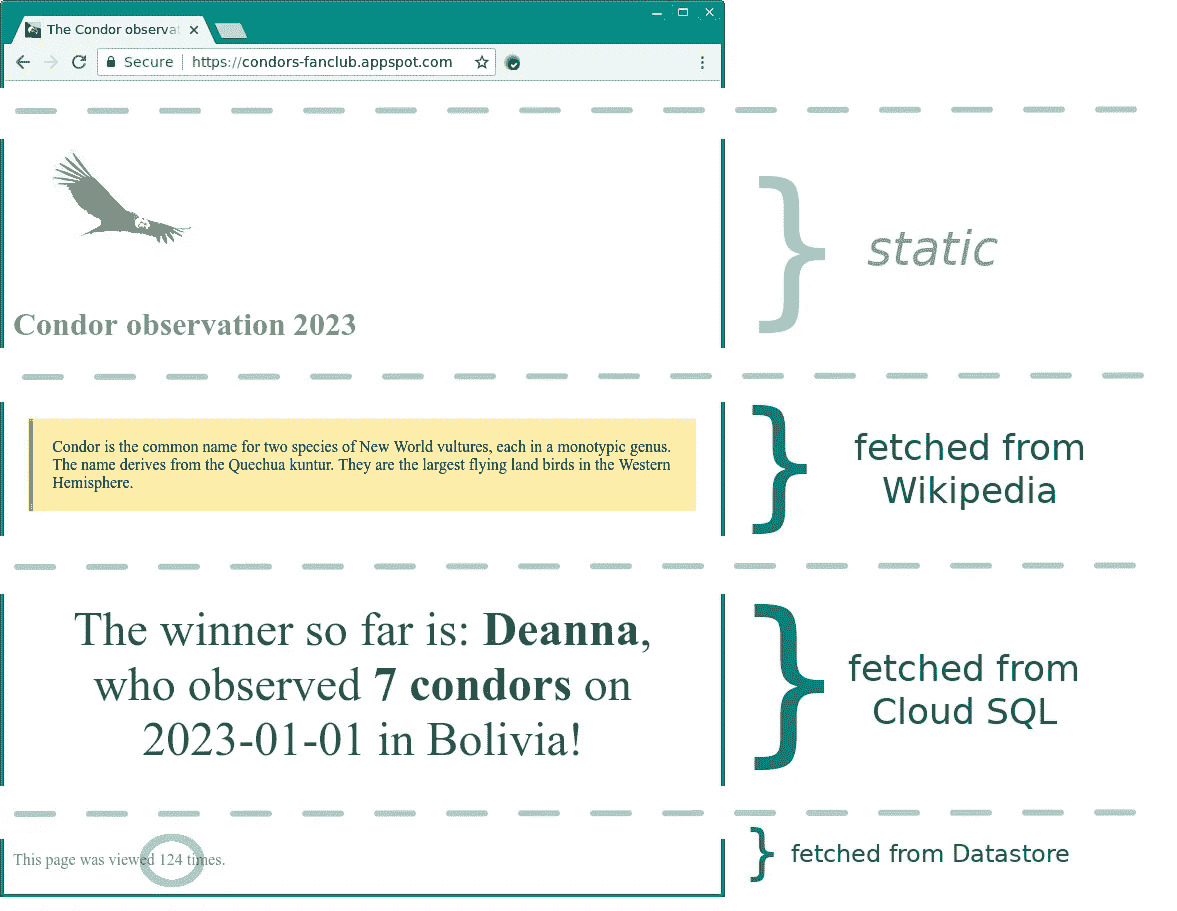 The Condor observat
Secure https://condors-fanclub.appspot.com
static
Condor observation 2023
Condor is the common name for two species of New World vultures, each in a monotypic genus.
The name derives from the Quechua kuntur. They are the largest flying land birds in the Western
Hemisphere.
fetched from
Wikipedia
The winner so far is: Deanna,
who observed 7 condors on
2023-01-01 in Bolivia!
fetched from
Cloud SQL
This page was viewed 124 times.
fetched from Datastore